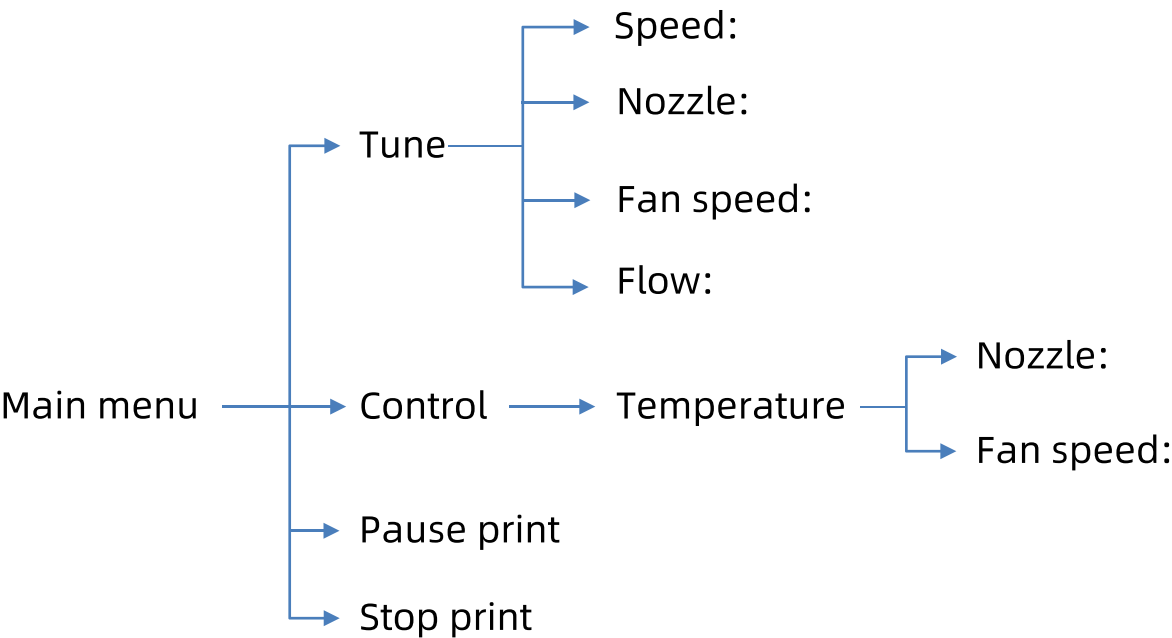 Main menu
Tune
Speed:
Nozzle:
Fan speed:
Flow:
Control
Temperature
Nozzle:
Fan speed:
Pause print
Stop print